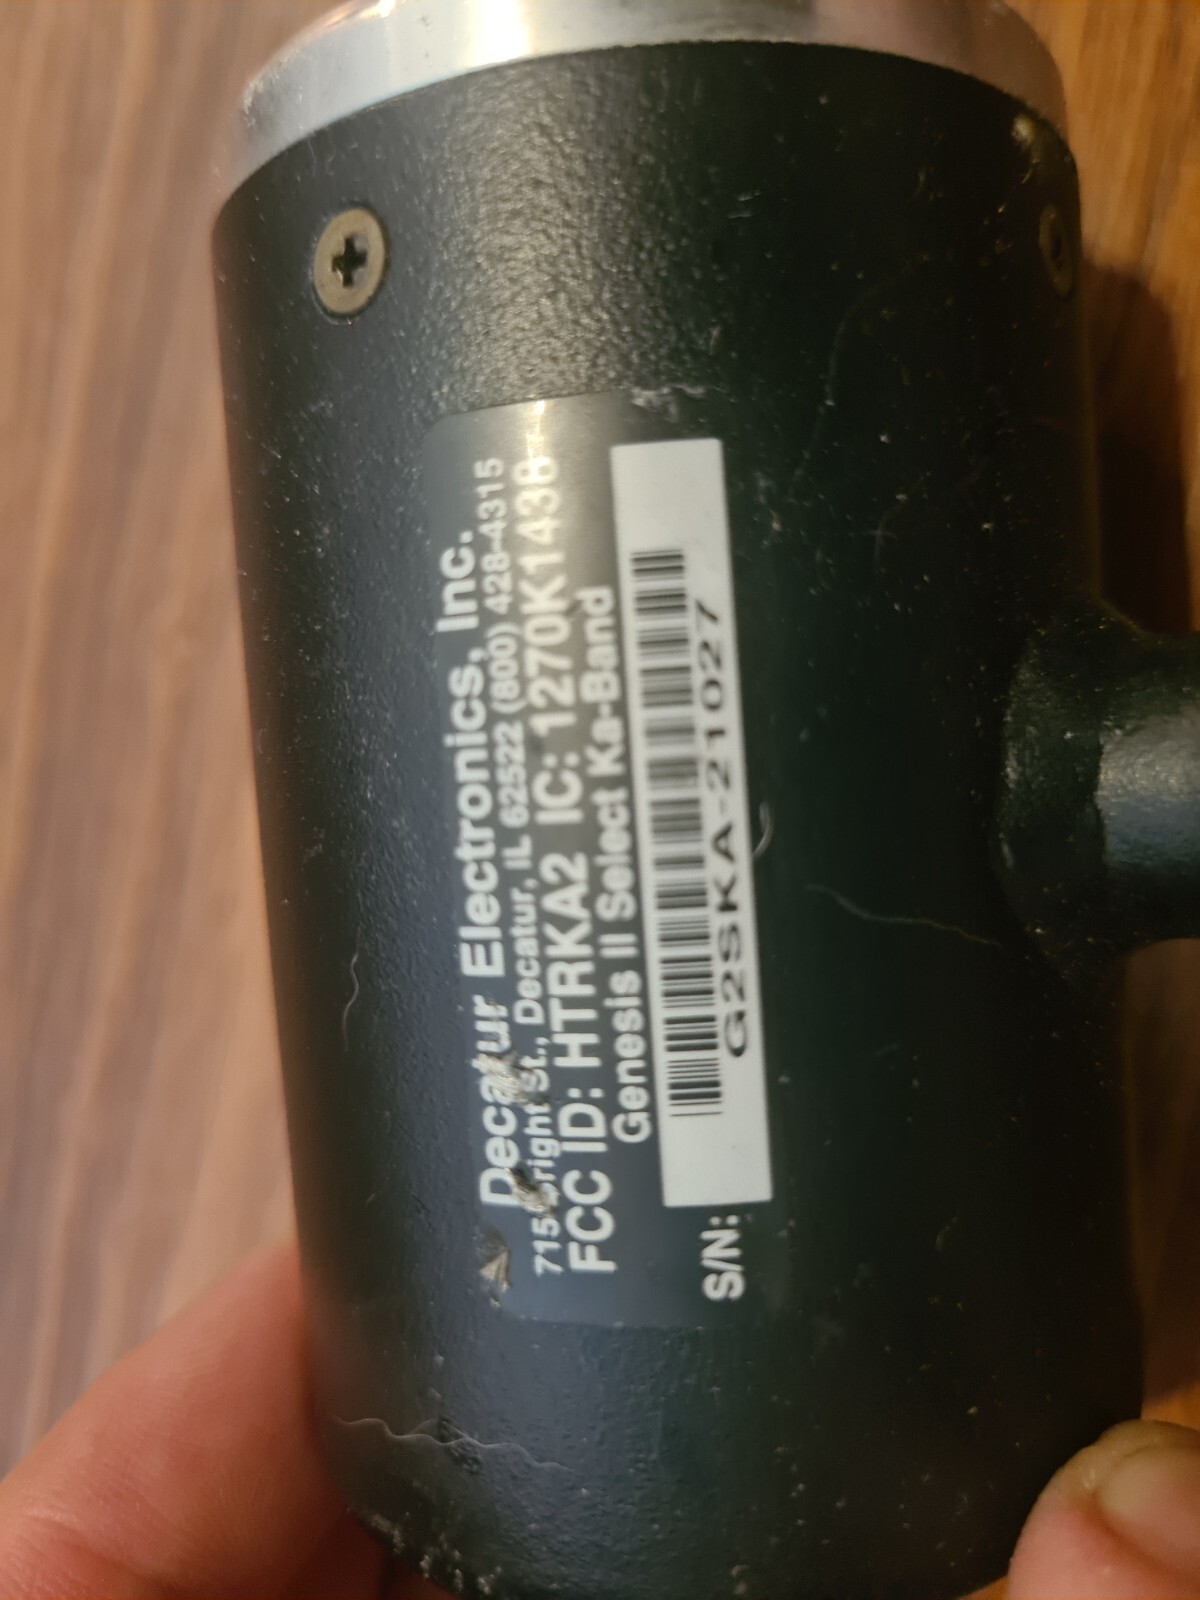 Decatur Electronics, Inc.
715 Bright St., Decatur, IL 62522 (800) 428-4315
FCC ID: HTRKA2 IC: 1270K1438
Genesis II Select Ka-Band
S/N: G2SKA-21027